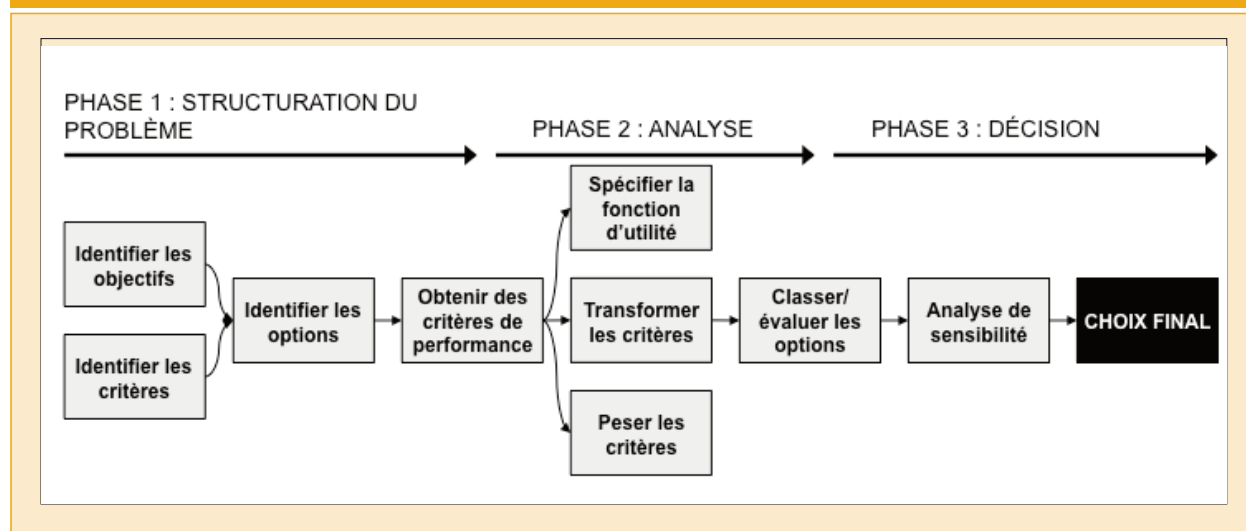 PHASE 1 : STRUCTURATION DU
PROBLÈME
PHASE 2 : ANALYSE
PHASE 3 : DÉCISION
Identifier les
objectifs
Identifier les
critères
Identifier les
options
Obtenir des
critères de
performance
Spécifier la
fonction
d'utilité
Transformer
les critères
Peser les
critères
Classer/
évaluer les
options
Analyse de
sensibilité
CHOIX FINAL